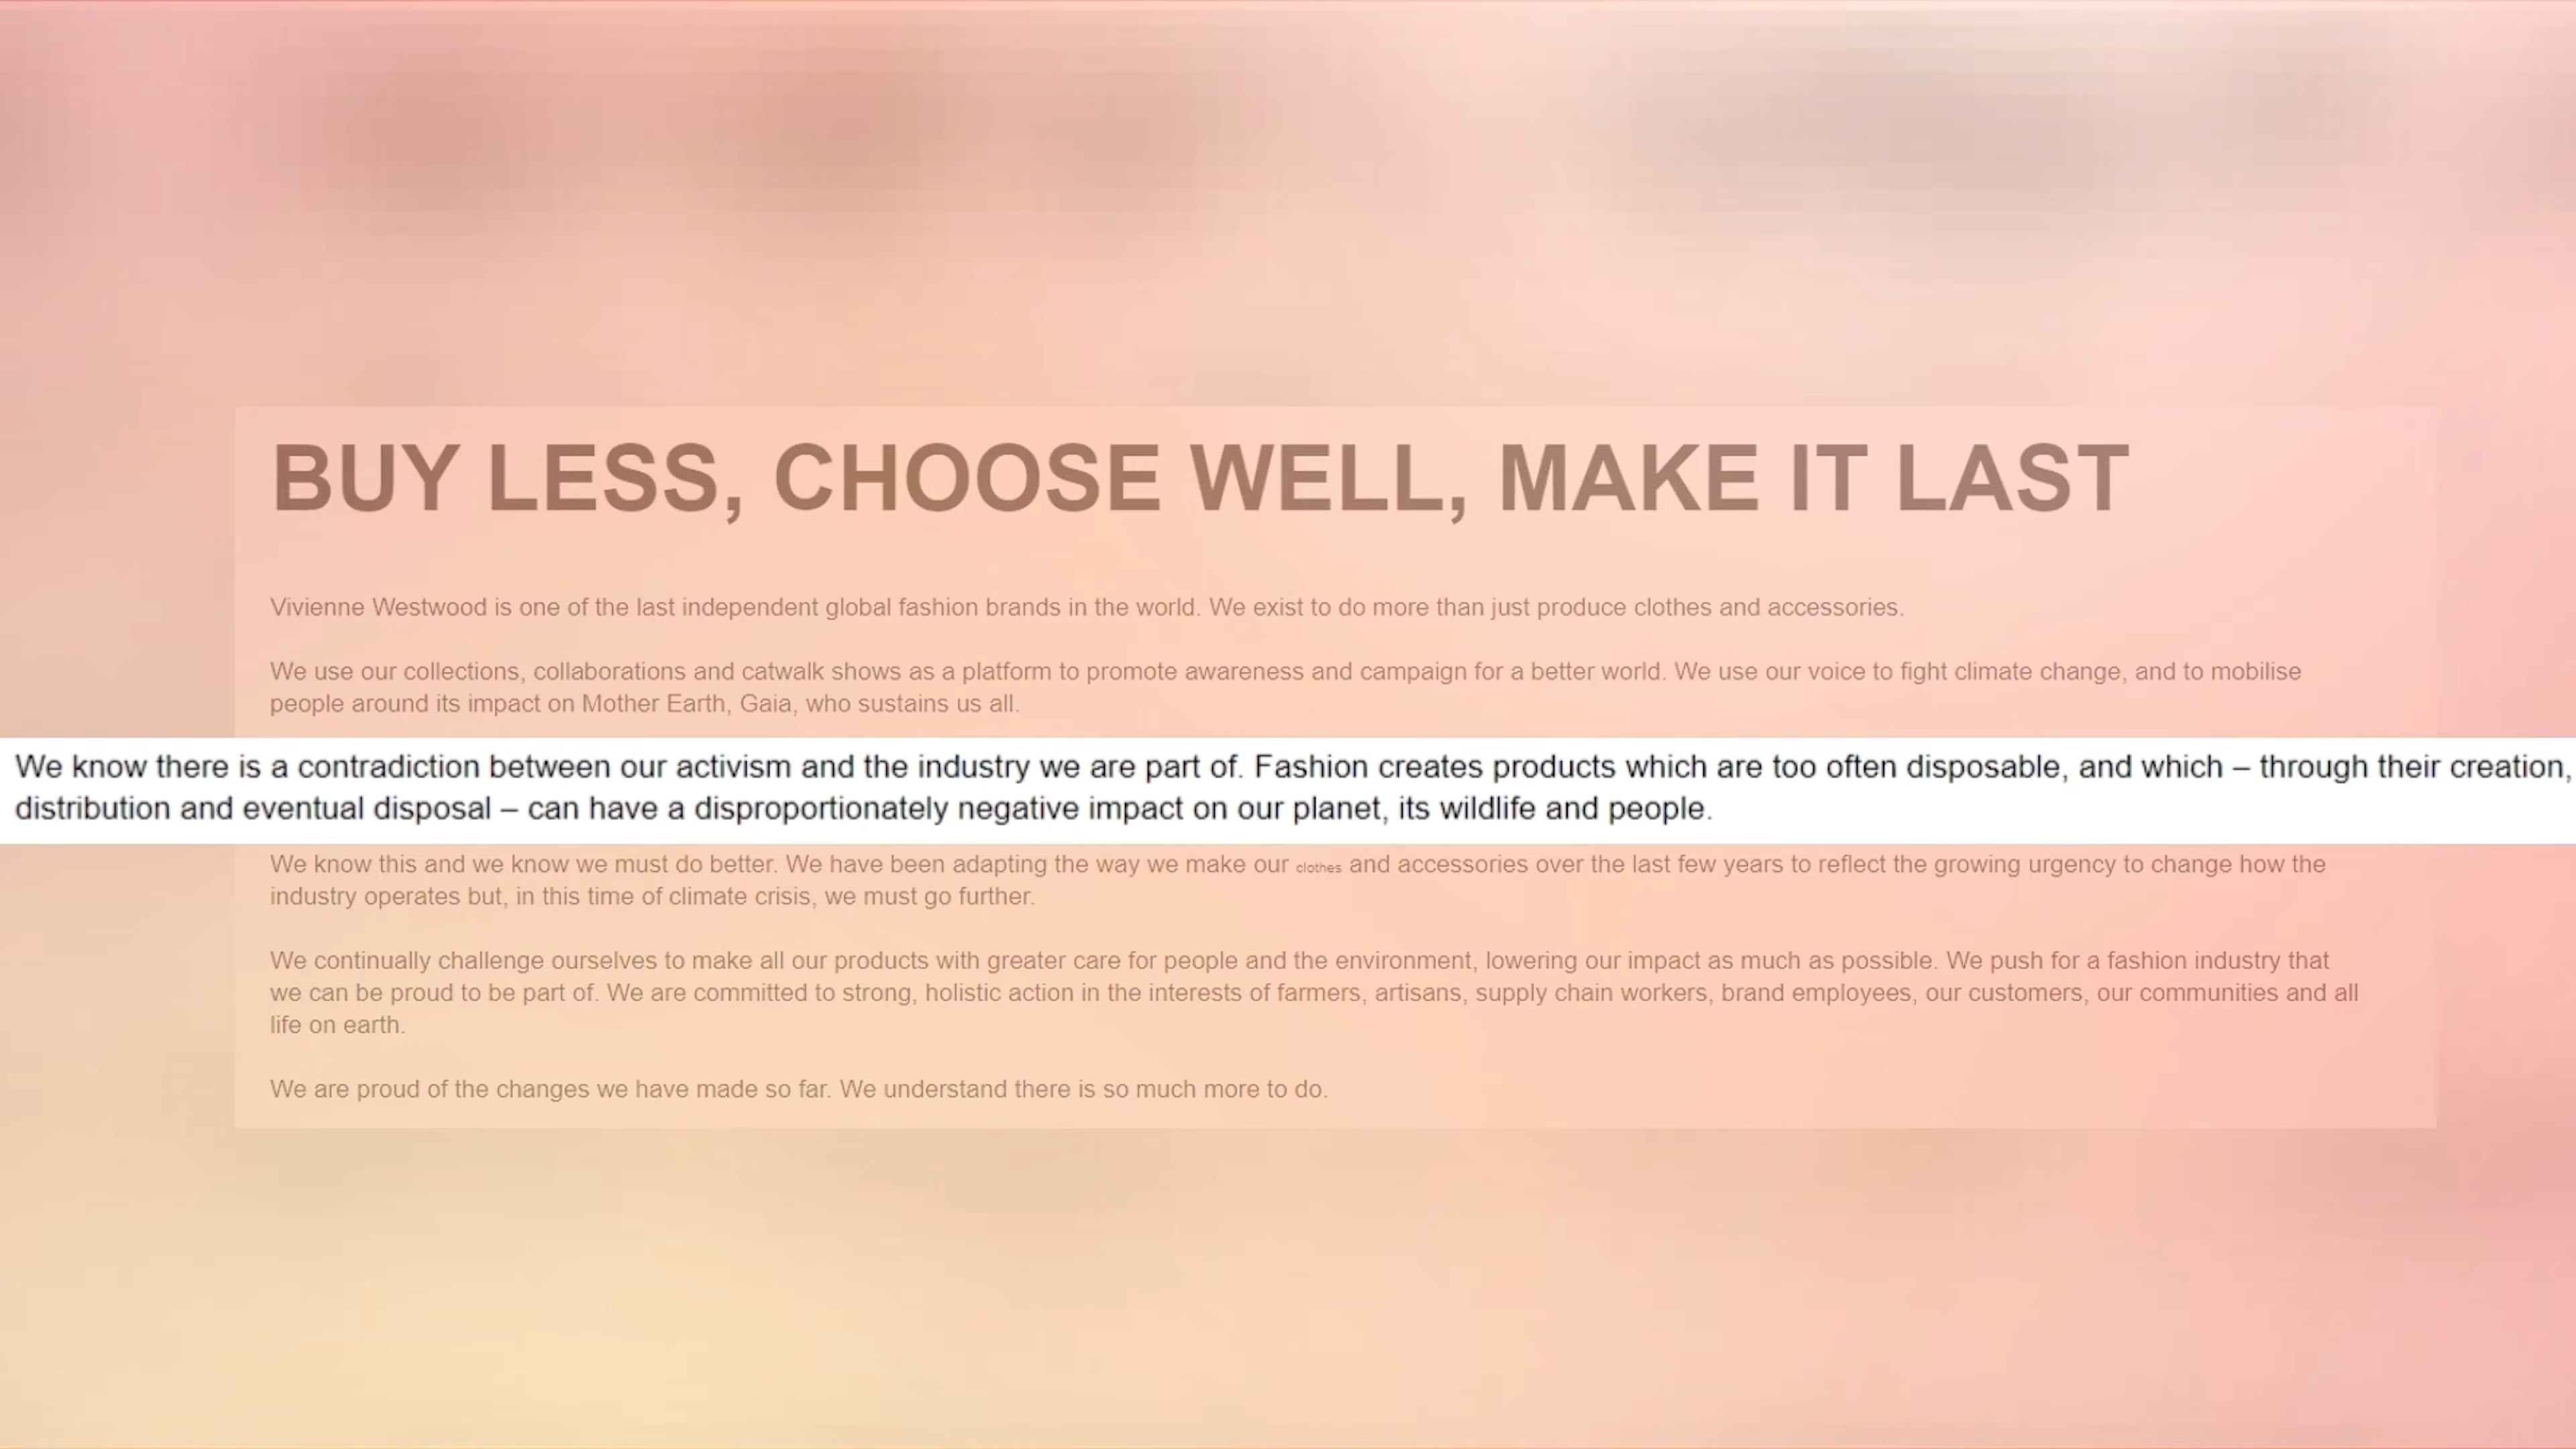 BUY LESS, CHOOSE WELL, MAKE IT LAST
Vivienne Westwood is one of the last independent global fashion brands in the world. We exist to do more than just produce clothes and accessories.
We use our collections, collaborations and catwalk shows as a platform to promote awareness and campaign for a better world. We use our voice to fight climate change, and to mobilise
people around its impact on Mother Earth, Gaia, who sustains us all.
We know there is a contradiction between our activism and the industry we are part of. Fashion creates products which are too often disposable, and which – through their creation,
distribution and eventual disposal – can have a disproportionately negative impact on our planet, its wildlife and people.
We know this and we know we must do better. We have been adapting the way we make our clothes and accessories over the last few years to reflect the growing urgency to change how the
industry operates but, in this time of climate crisis, we must go further.
We continually challenge ourselves to make all our products with greater care for people and the environment, lowering our impact as much as possible. We push for a fashion industry that
we can be proud to be part of. We are committed to strong, holistic action in the interests of farmers, artisans, supply chain workers, brand employees, our customers, our communities and all
life on earth.
We are proud of the changes we have made so far. We understand there is so much more to do.